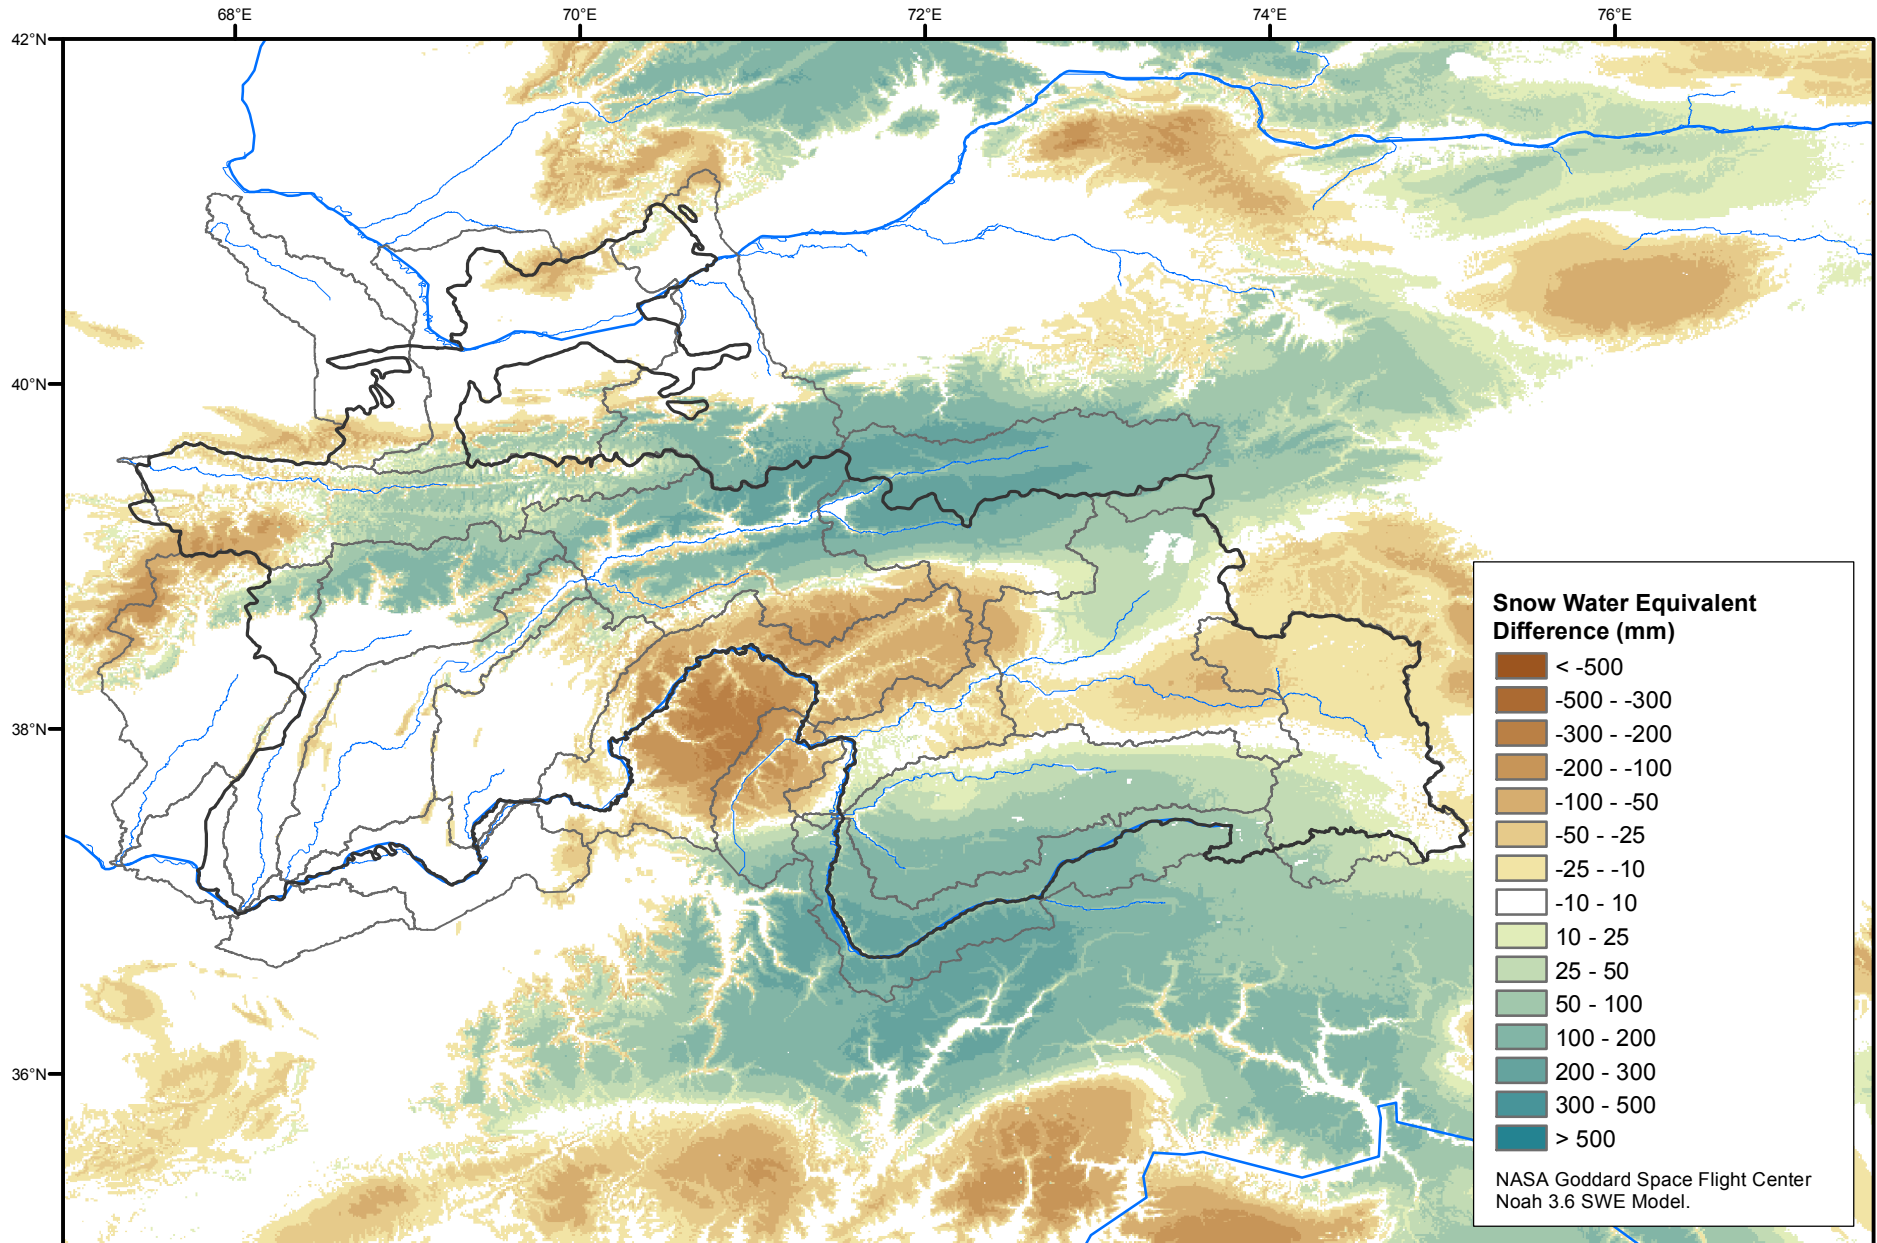 68°E
70°E
72°E
74°E
76°E
42°N
40°N
38°N
36°N
Snow Water Equivalent
Difference (mm)
< -500
-500 - -300
-300 - -200
-200 - -100
-100 - -50
-50 - -25
-25 - -10
-10 - 10
10 - 25
25 - 50
50 - 100
100 - 200
200 - 300
300 - 500
> 500
NASA Goddard Space Flight Center
Noah 3.6 SWE Model.